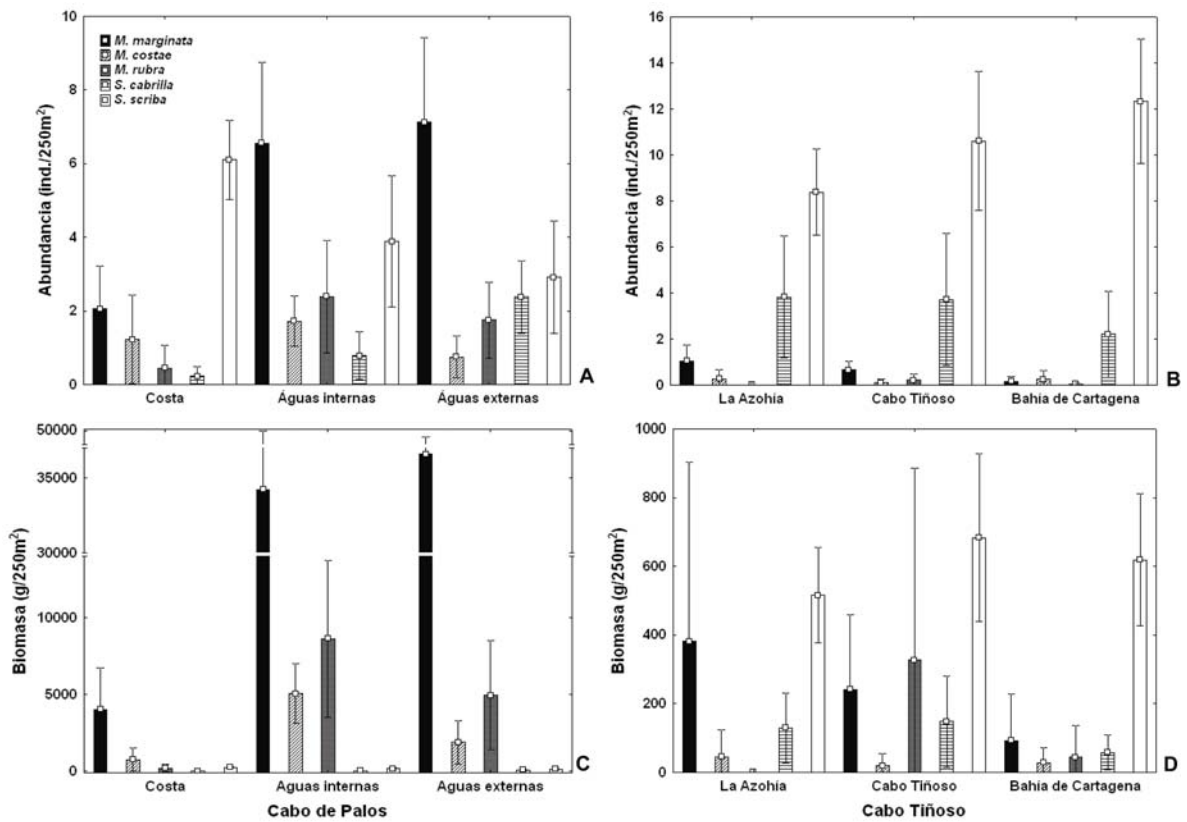 10
8
6
4
2
0
Abundancia (ind./250m²)
M. marginata
M. costae
M. rubra
S. cabrilla
S. scriba
Costa
Águas internas
Águas externas
A
16
14
12
10
8
6
4
2
0
Abundancia (ind./250m²)
La Azohía
Cabo Tiñoso
Bahía de Cartagena
B
50000
35000
30000
10000
5000
0
Biomasa (g/250m²)
Costa
Águas internas
Águas externas
C
Cabo de Palos
1000
800
600
400
200
0
Biomasa (g/250m²)
La Azohía
Cabo Tiñoso
Bahía de Cartagena
D
Cabo Tiñoso